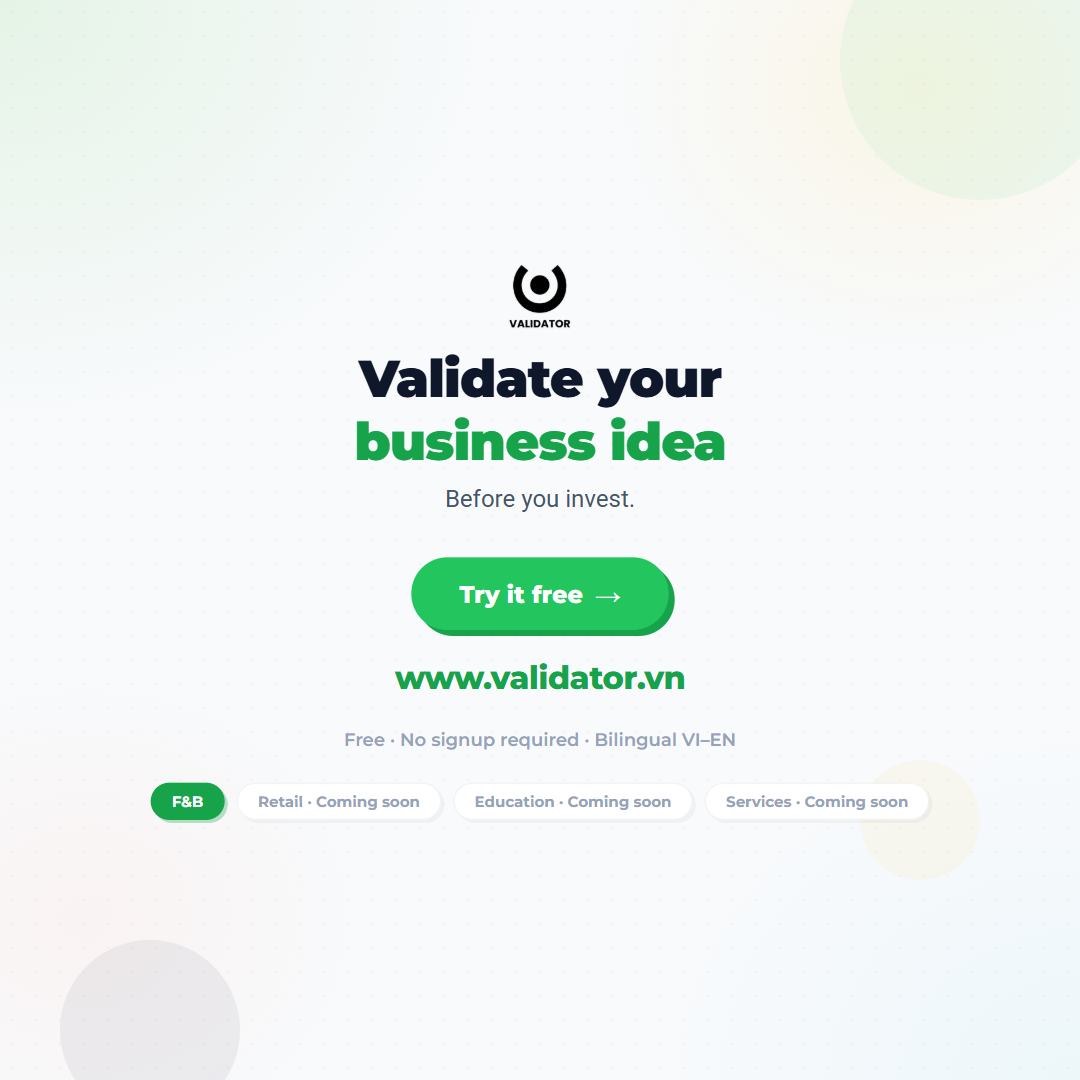 VALIDATOR
Validate your
business idea
Before you invest.
Try it free →
www.validator.vn
Free · No signup required · Bilingual VI–EN
F&B Retail · Coming soon Education · Coming soon Services · Coming soon